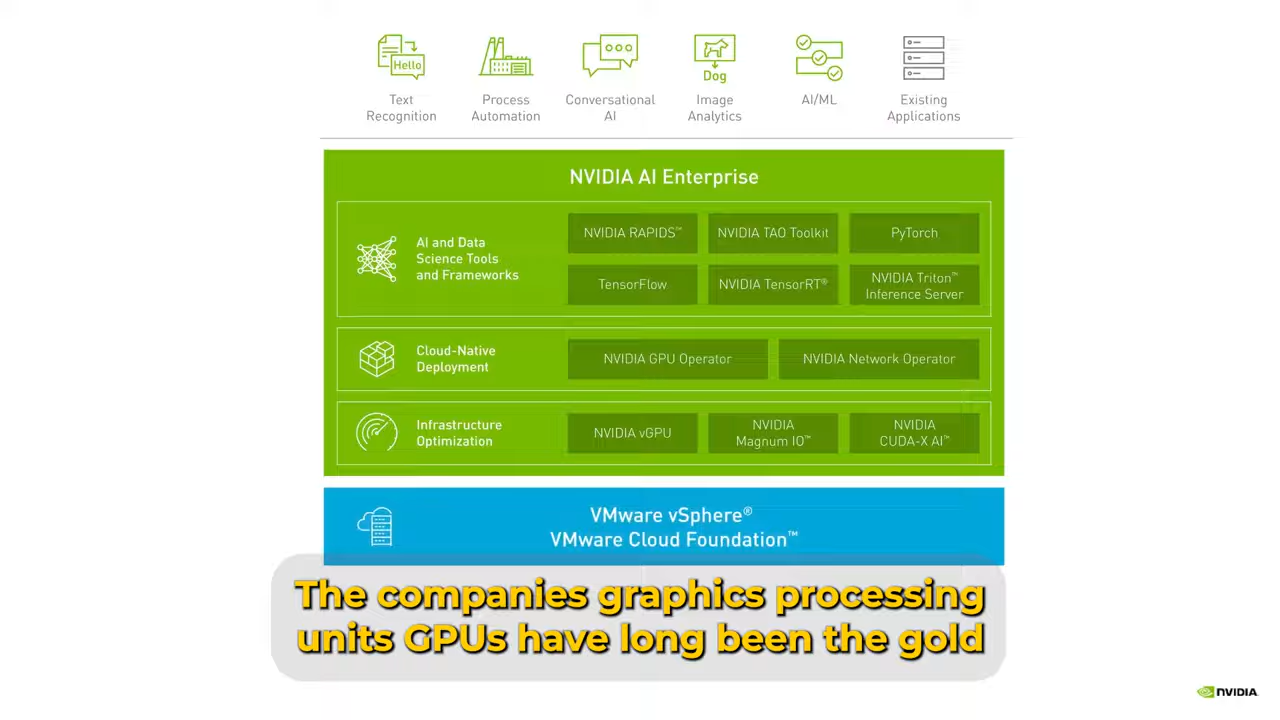 Hello
Dog
Text
Recognition
Process
Automation
Conversational
AI
Image
Analytics
AI/ML
Existing
Applications
NVIDIA AI Enterprise
AI and Data
Science Tools
and Frameworks
NVIDIA RAPIDS™
NVIDIA TAO Toolkit
PyTorch
TensorFlow
NVIDIA TensorRT®
NVIDIA Triton™
Inference Server
Cloud-Native
Deployment
NVIDIA GPU Operator
NVIDIA Network Operator
Infrastructure
Optimization
NVIDIA vGPU
NVIDIA
Magnum IO™
NVIDIA
CUDA-X AI™
VMware vSphere®
VMware Cloud Foundation™
The companies graphics processing
units GPUs have long been the gold
NVIDIA